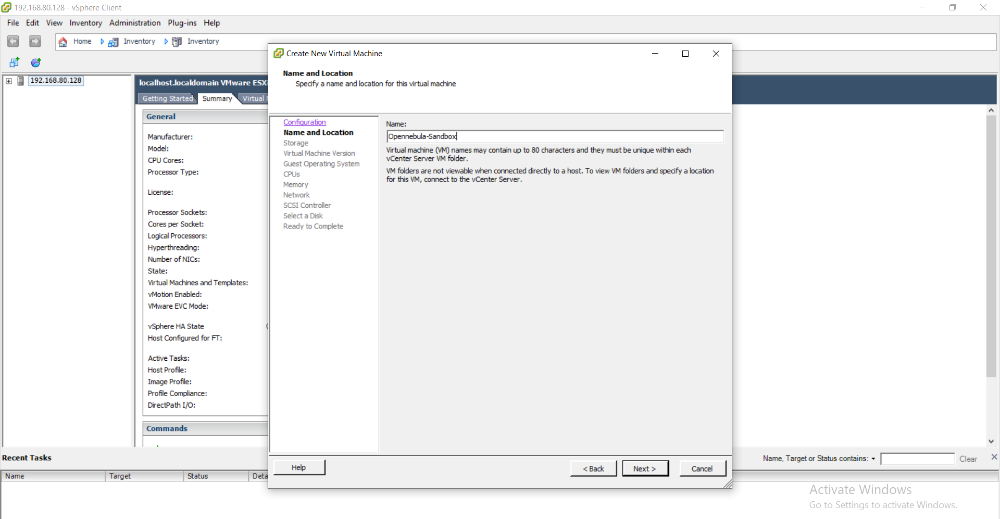 192.168.80.128 - vSphere Client
File Edit View Inventory Administration Plug-ins Help
Home Inventory Inventory
192.168.80.128
localhost.localdomain VMware ESX
Getting Started Summary Virtual
General
Manufacturer:
Model:
CPU Cores:
Processor Type:
License:
Processor Sockets:
Cores per Socket:
Logical Processors:
Hyperthreading:
Number of NICs:
State:
Virtual Machines and Templates:
vMotion Enabled:
VMware EVC Mode:
vSphere HA State
Host Configured for FT:
Active Tasks:
Host Profile:
Image Profile:
Profile Compliance:
DirectPath I/O:
Commands
Create New Virtual Machine
Name and Location
Specify a name and location for this virtual machine
Configuration
Name and Location
Storage
Virtual Machine Version
Guest Operating System
CPUs
Memory
Network
SCSI Controller
Select a Disk
Ready to Complete
Name:
Opennebula-Sandbox
Virtual machine (VM) names may contain up to 80 characters and they must be unique within each
vCenter Server VM folder.
VM folders are not viewable when connected directly to a host. To view VM folders and specify a location
for this VM, connect to the vCenter Server.
Help < Back Next > Cancel
Recent Tasks
Name, Target or Status contains: Clear
Name Target Status Deta
Activate Windows
Go to Settings to activate Windows.